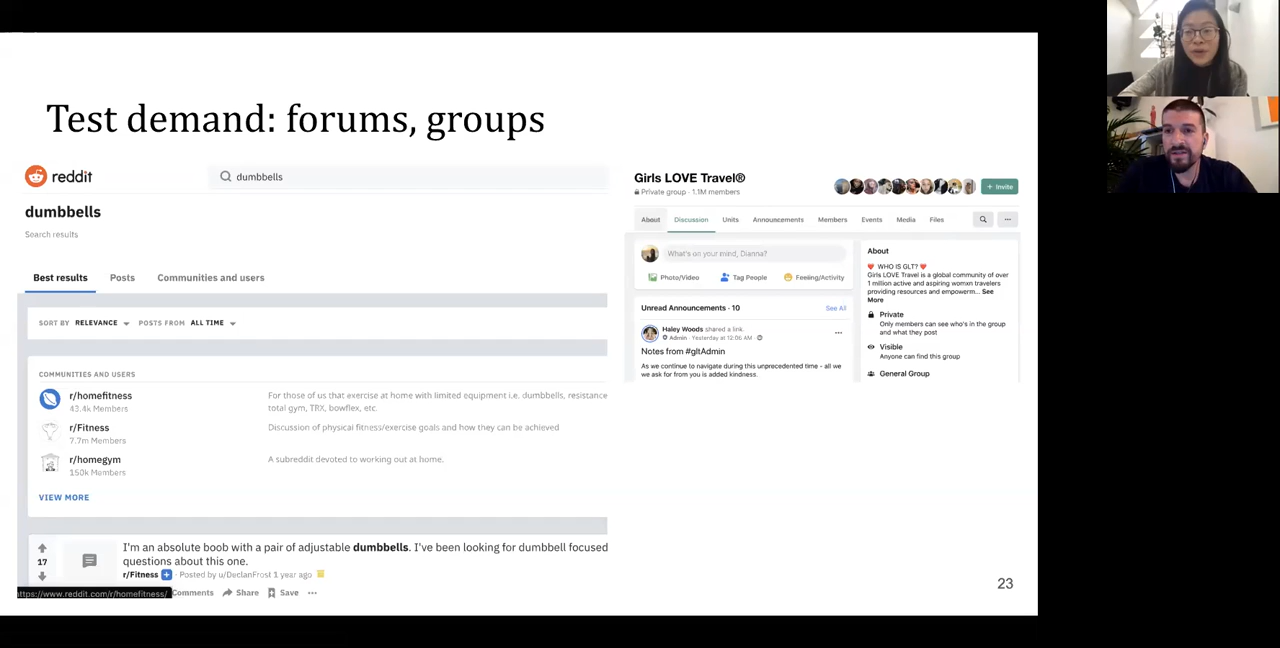 Test demand: forums, groups
reddit
dumbbells
dumbbells
Search results
Best results
Posts
Communities and users
SORT BY RELEVANCE POSTS FROM ALL TIME
COMMUNITIES AND USERS
r/homefitness
43.4k Members
For those of us that exercise at home with limited equipment i.e. dumbbells, resistance
total gym, TRX, bowflex, etc.
r/Fitness
7.7m Members
Discussion of physical fitness/exercise goals and how they can be achieved
r/homegym
150k Members
A subreddit devoted to working out at home.
VIEW MORE
17
I'm an absolute boob with a pair of adjustable dumbbells. I've been looking for dumbbell focused
questions about this one.
r/Fitness · Posted by u/DeclanFrost 1 year ago
https://www.reddit.com/r/homefitness/
Comments Share Save ...
Girls LOVE Travel®
Private group · 1.1M members
+ Invite
About Discussion Units Announcements Members Events Media Files
What's on your mind, Dianna?
Photo/Video Tag People Feeling/Activity
Unread Announcements · 10 See All
Haley Woods shared a link.
Admin · Yesterday at 12:06 AM ·
Notes from #gltAdmin
As we continue to navigate during this unprecedented time - all we
we ask for from you is added kindness.
About
WHO IS GLT?
Girls LOVE Travel is a global community of over
1 million active and aspiring woman travelers
providing resources and empowerm... See
More
Private
Only members can see who's in the group
and what they post
Visible
Anyone can find this group
General Group
23